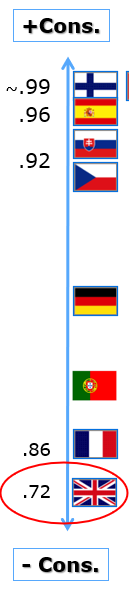 +Cons.
~.99
.96
.92
.86
.72
- Cons.